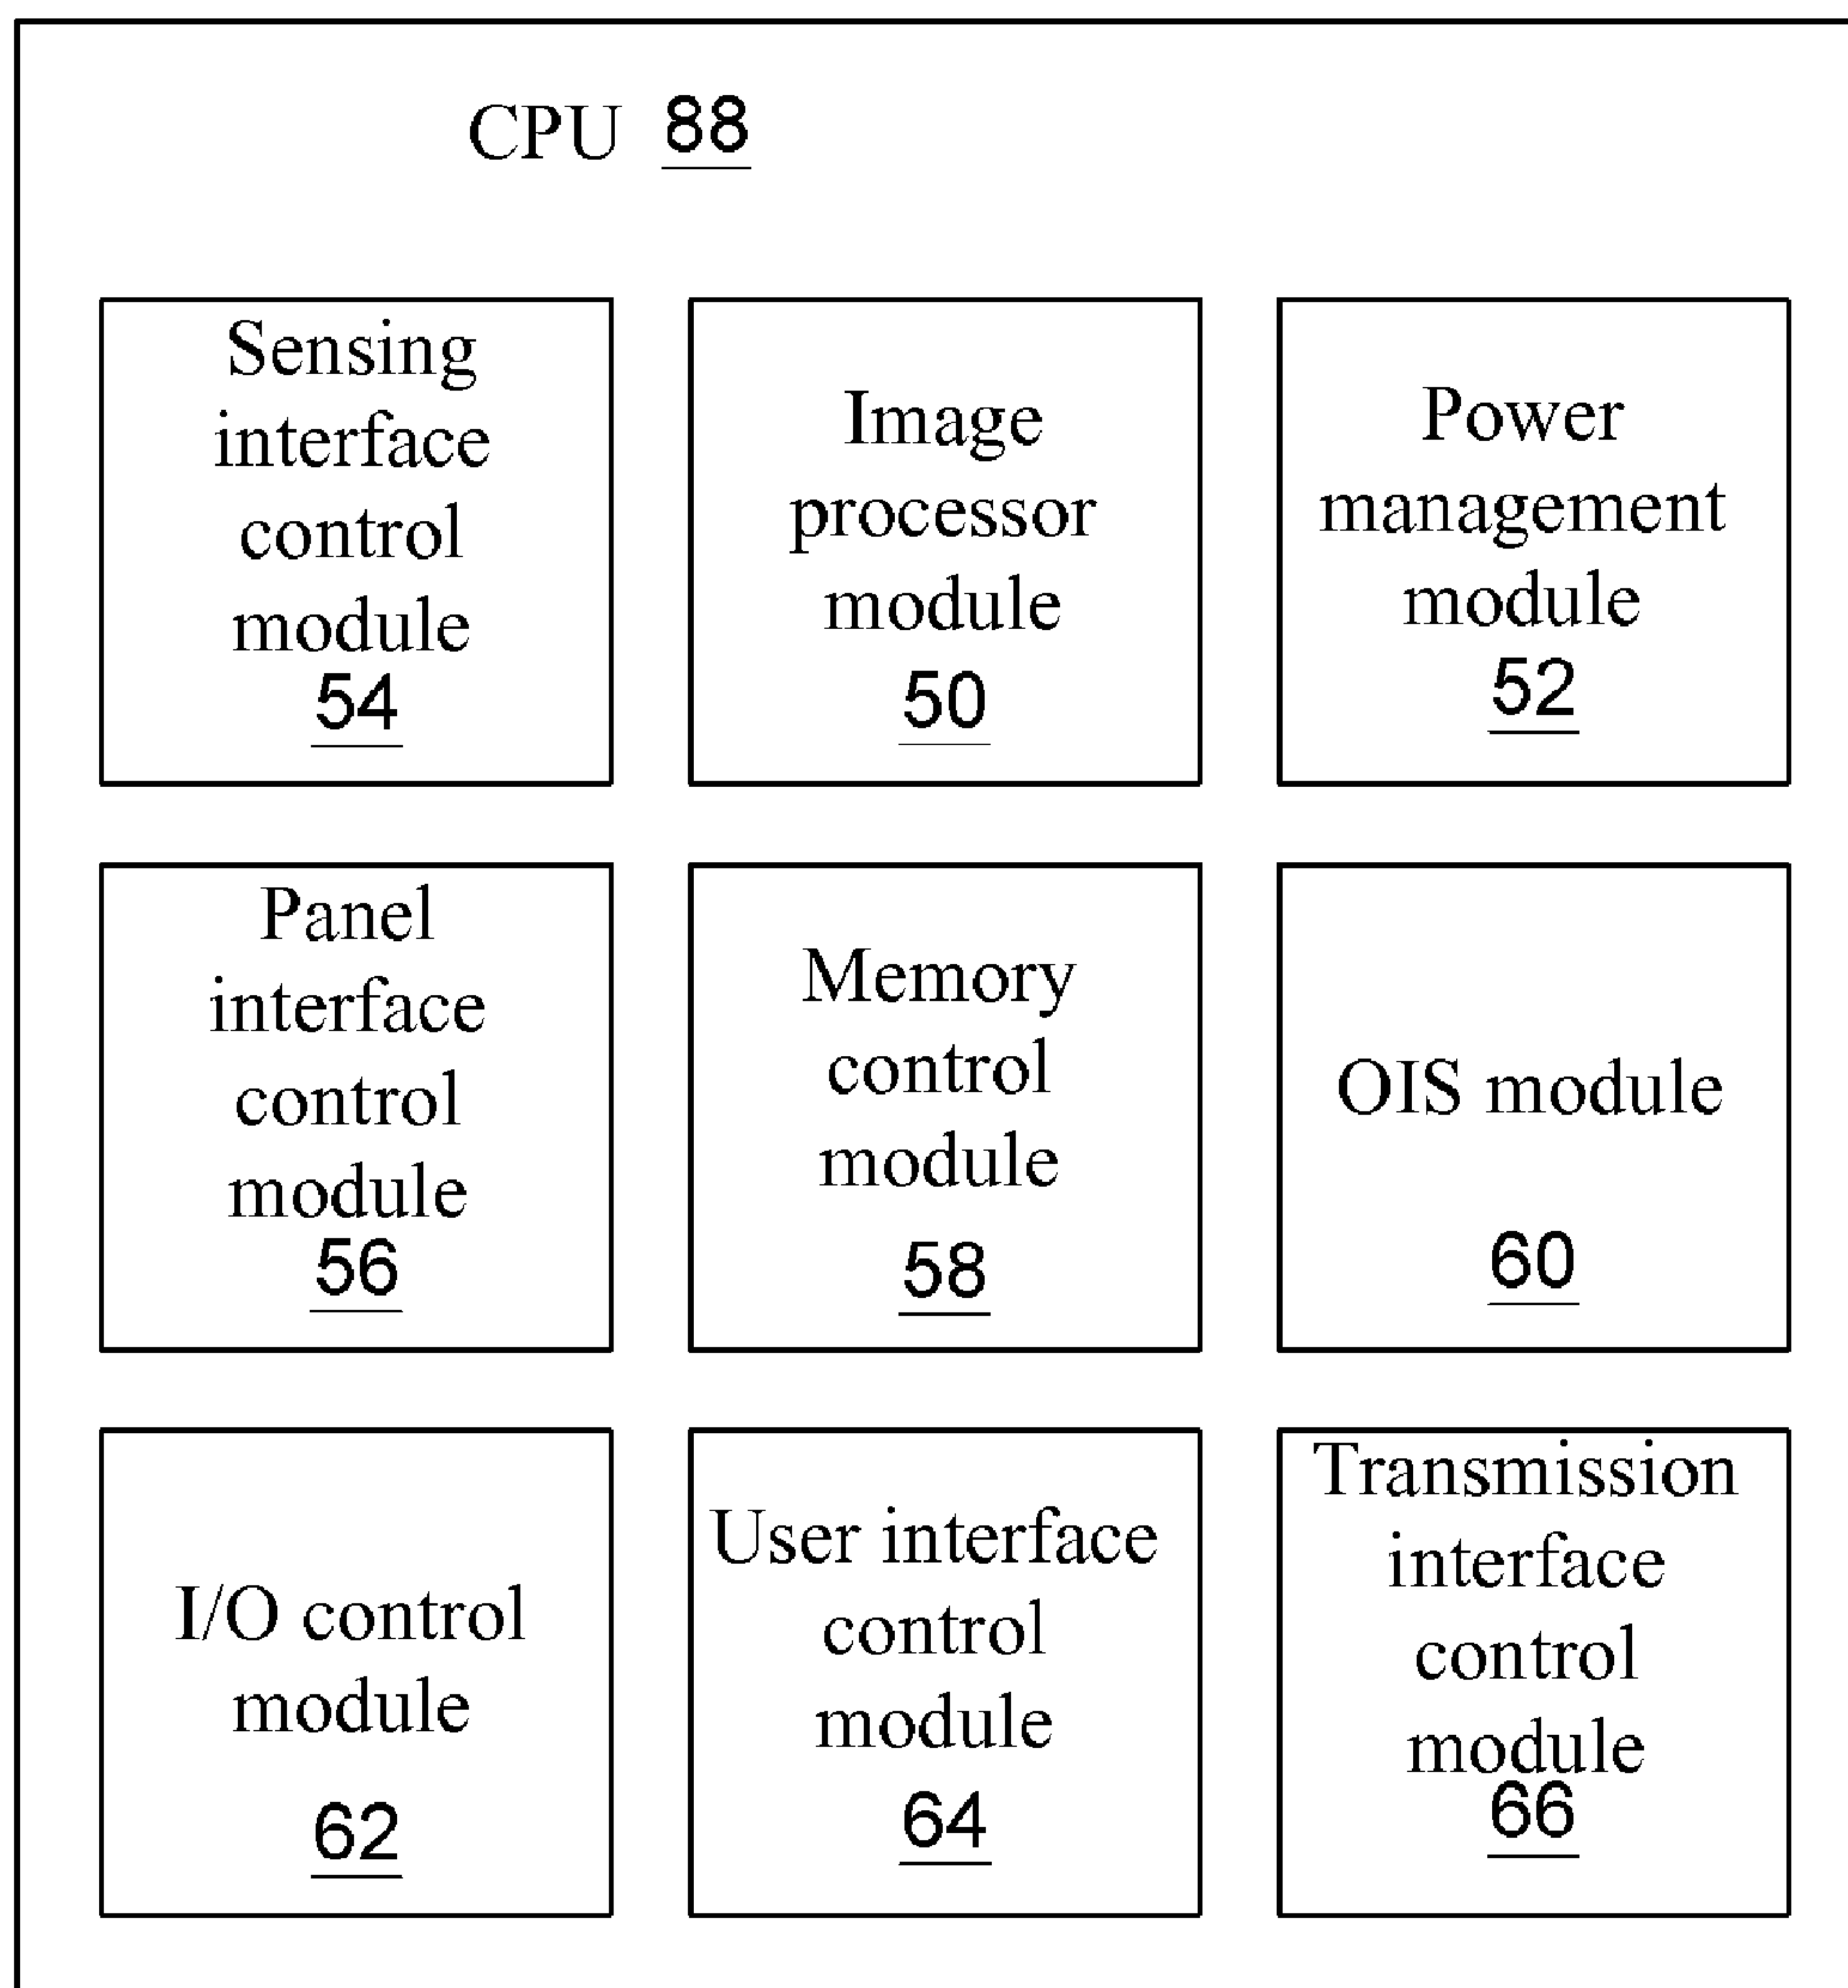 CPU 88
Sensing
interface
control
module
54
Image
processor
module
50
Power
management
module
52
Panel
interface
control
module
56
Memory
control
module
58
OIS module
60
I/O control
module
62
User interface
control
module
64
Transmission
interface
control
module
66